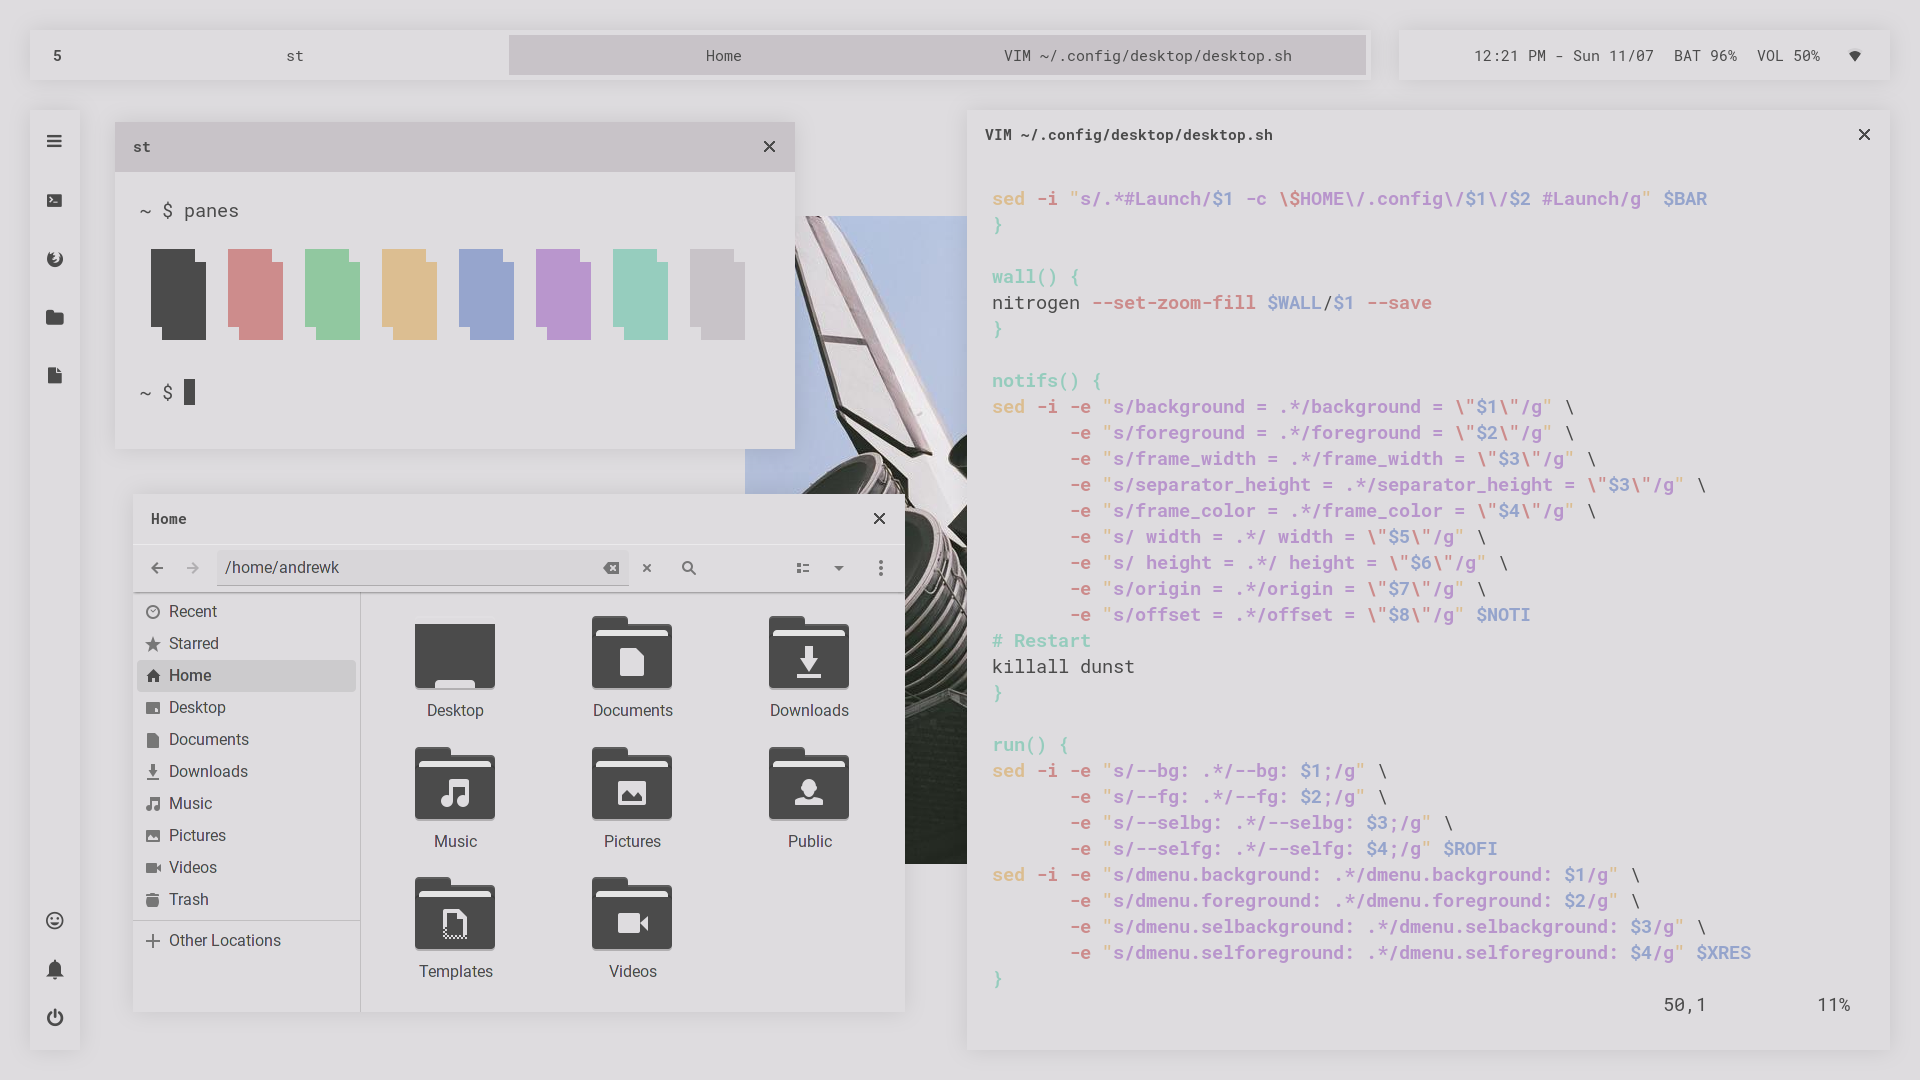 5
st
Home
VIM ~/.config/desktop/desktop.sh
12:21 PM - Sun 11/07 BAT 96% VOL 50%
st
~ $ panes
~ $
Home
/home/andrewk
Recent
Starred
Home
Desktop
Documents
Downloads
Music
Pictures
Videos
Trash
Other Locations
Desktop
Documents
Downloads
Music
Pictures
Public
Templates
Videos
VIM ~/.config/desktop/desktop.sh
sed -i "s/.*#Launch/$1 -c \$HOME\/.config\/$1\/$2 #Launch/g" $BAR
}
wall() {
nitrogen --set-zoom-fill $WALL/$1 --save
}
notifs() {
sed -i -e "s/background = .*/background = \"$1\"/g" \
-e "s/foreground = .*/foreground = \"$2\"/g" \
-e "s/frame_width = .*/frame_width = \"$3\"/g" \
-e "s/separator_height = .*/separator_height = \"$3\"/g" \
-e "s/frame_color = .*/frame_color = \"$4\"/g" \
-e "s/ width = .*/ width = \"$5\"/g" \
-e "s/ height = .*/ height = \"$6\"/g" \
-e "s/origin = .*/origin = \"$7\"/g" \
-e "s/offset = .*/offset = \"$8\"/g" $NOTI
# Restart
killall dunst
}
run() {
sed -i -e "s/--bg: .*/--bg: $1;/g" \
-e "s/--fg: .*/--fg: $2;/g" \
-e "s/--selbg: .*/--selbg: $3;/g" \
-e "s/--selfg: .*/--selfg: $4;/g" $ROFI
sed -i -e "s/dmenu.background: .*/dmenu.background: $1/g" \
-e "s/dmenu.foreground: .*/dmenu.foreground: $2/g" \
-e "s/dmenu.selbackground: .*/dmenu.selbackground: $3/g" \
-e "s/dmenu.selforeground: .*/dmenu.selforeground: $4/g" $XRES
}
50,1 11%